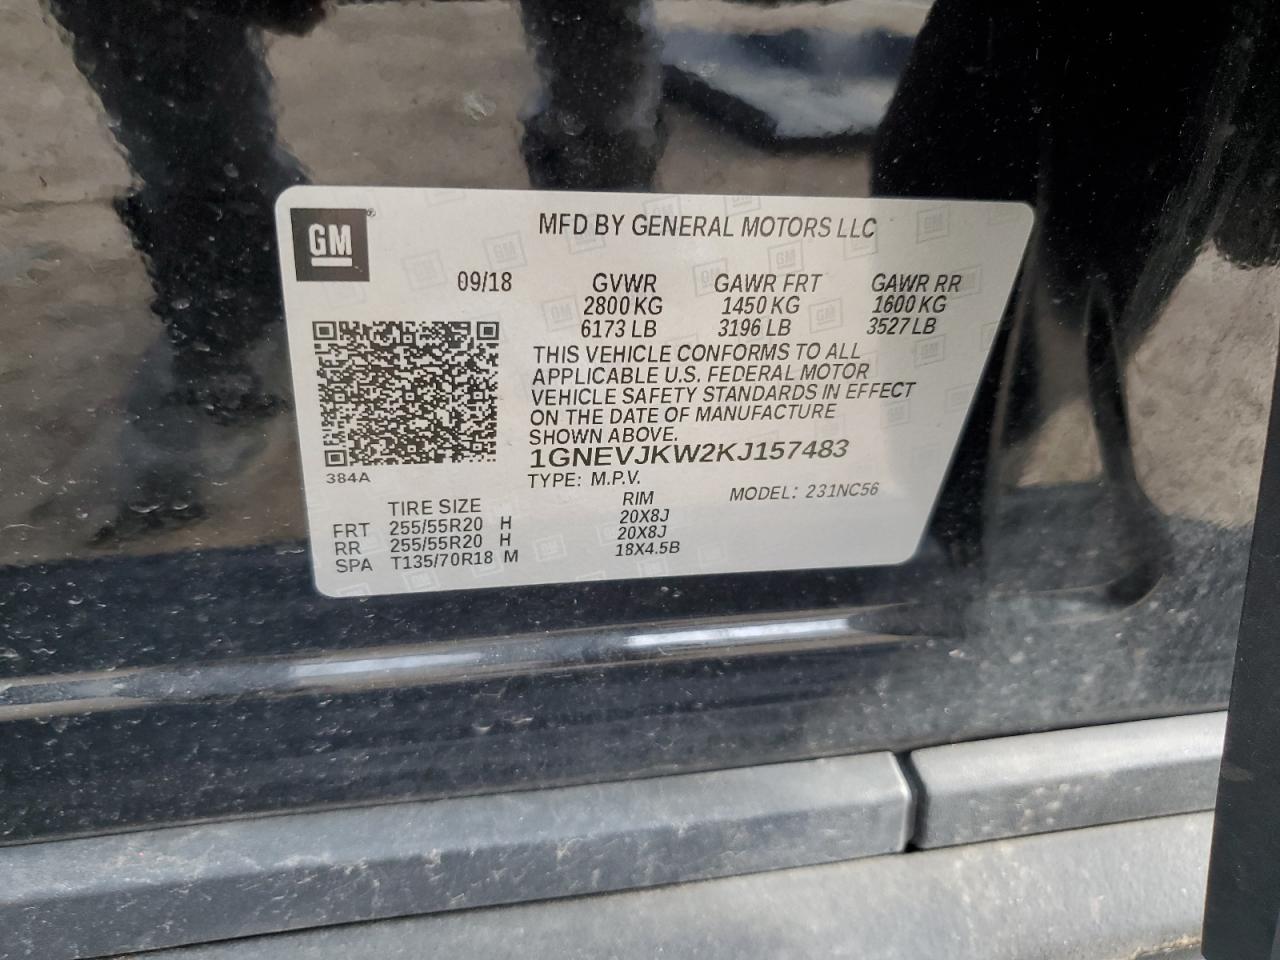 GM
MFD BY GENERAL MOTORS LLC
09/18 GVWR GAWR FRT GAWR RR
2800 KG 1450 KG 1600 KG
6173 LB 3196 LB 3527 LB
THIS VEHICLE CONFORMS TO ALL
APPLICABLE U.S. FEDERAL MOTOR
VEHICLE SAFETY STANDARDS IN EFFECT
ON THE DATE OF MANUFACTURE
SHOWN ABOVE.
1GNEVJKW2KJ157483
384A
TYPE: M.P.V. MODEL: 231NC56
TIRE SIZE RIM
FRT 255/55R20 H 20X8J
RR 255/55R20 H 20X8J
SPA T135/70R18 M 18X4.5B